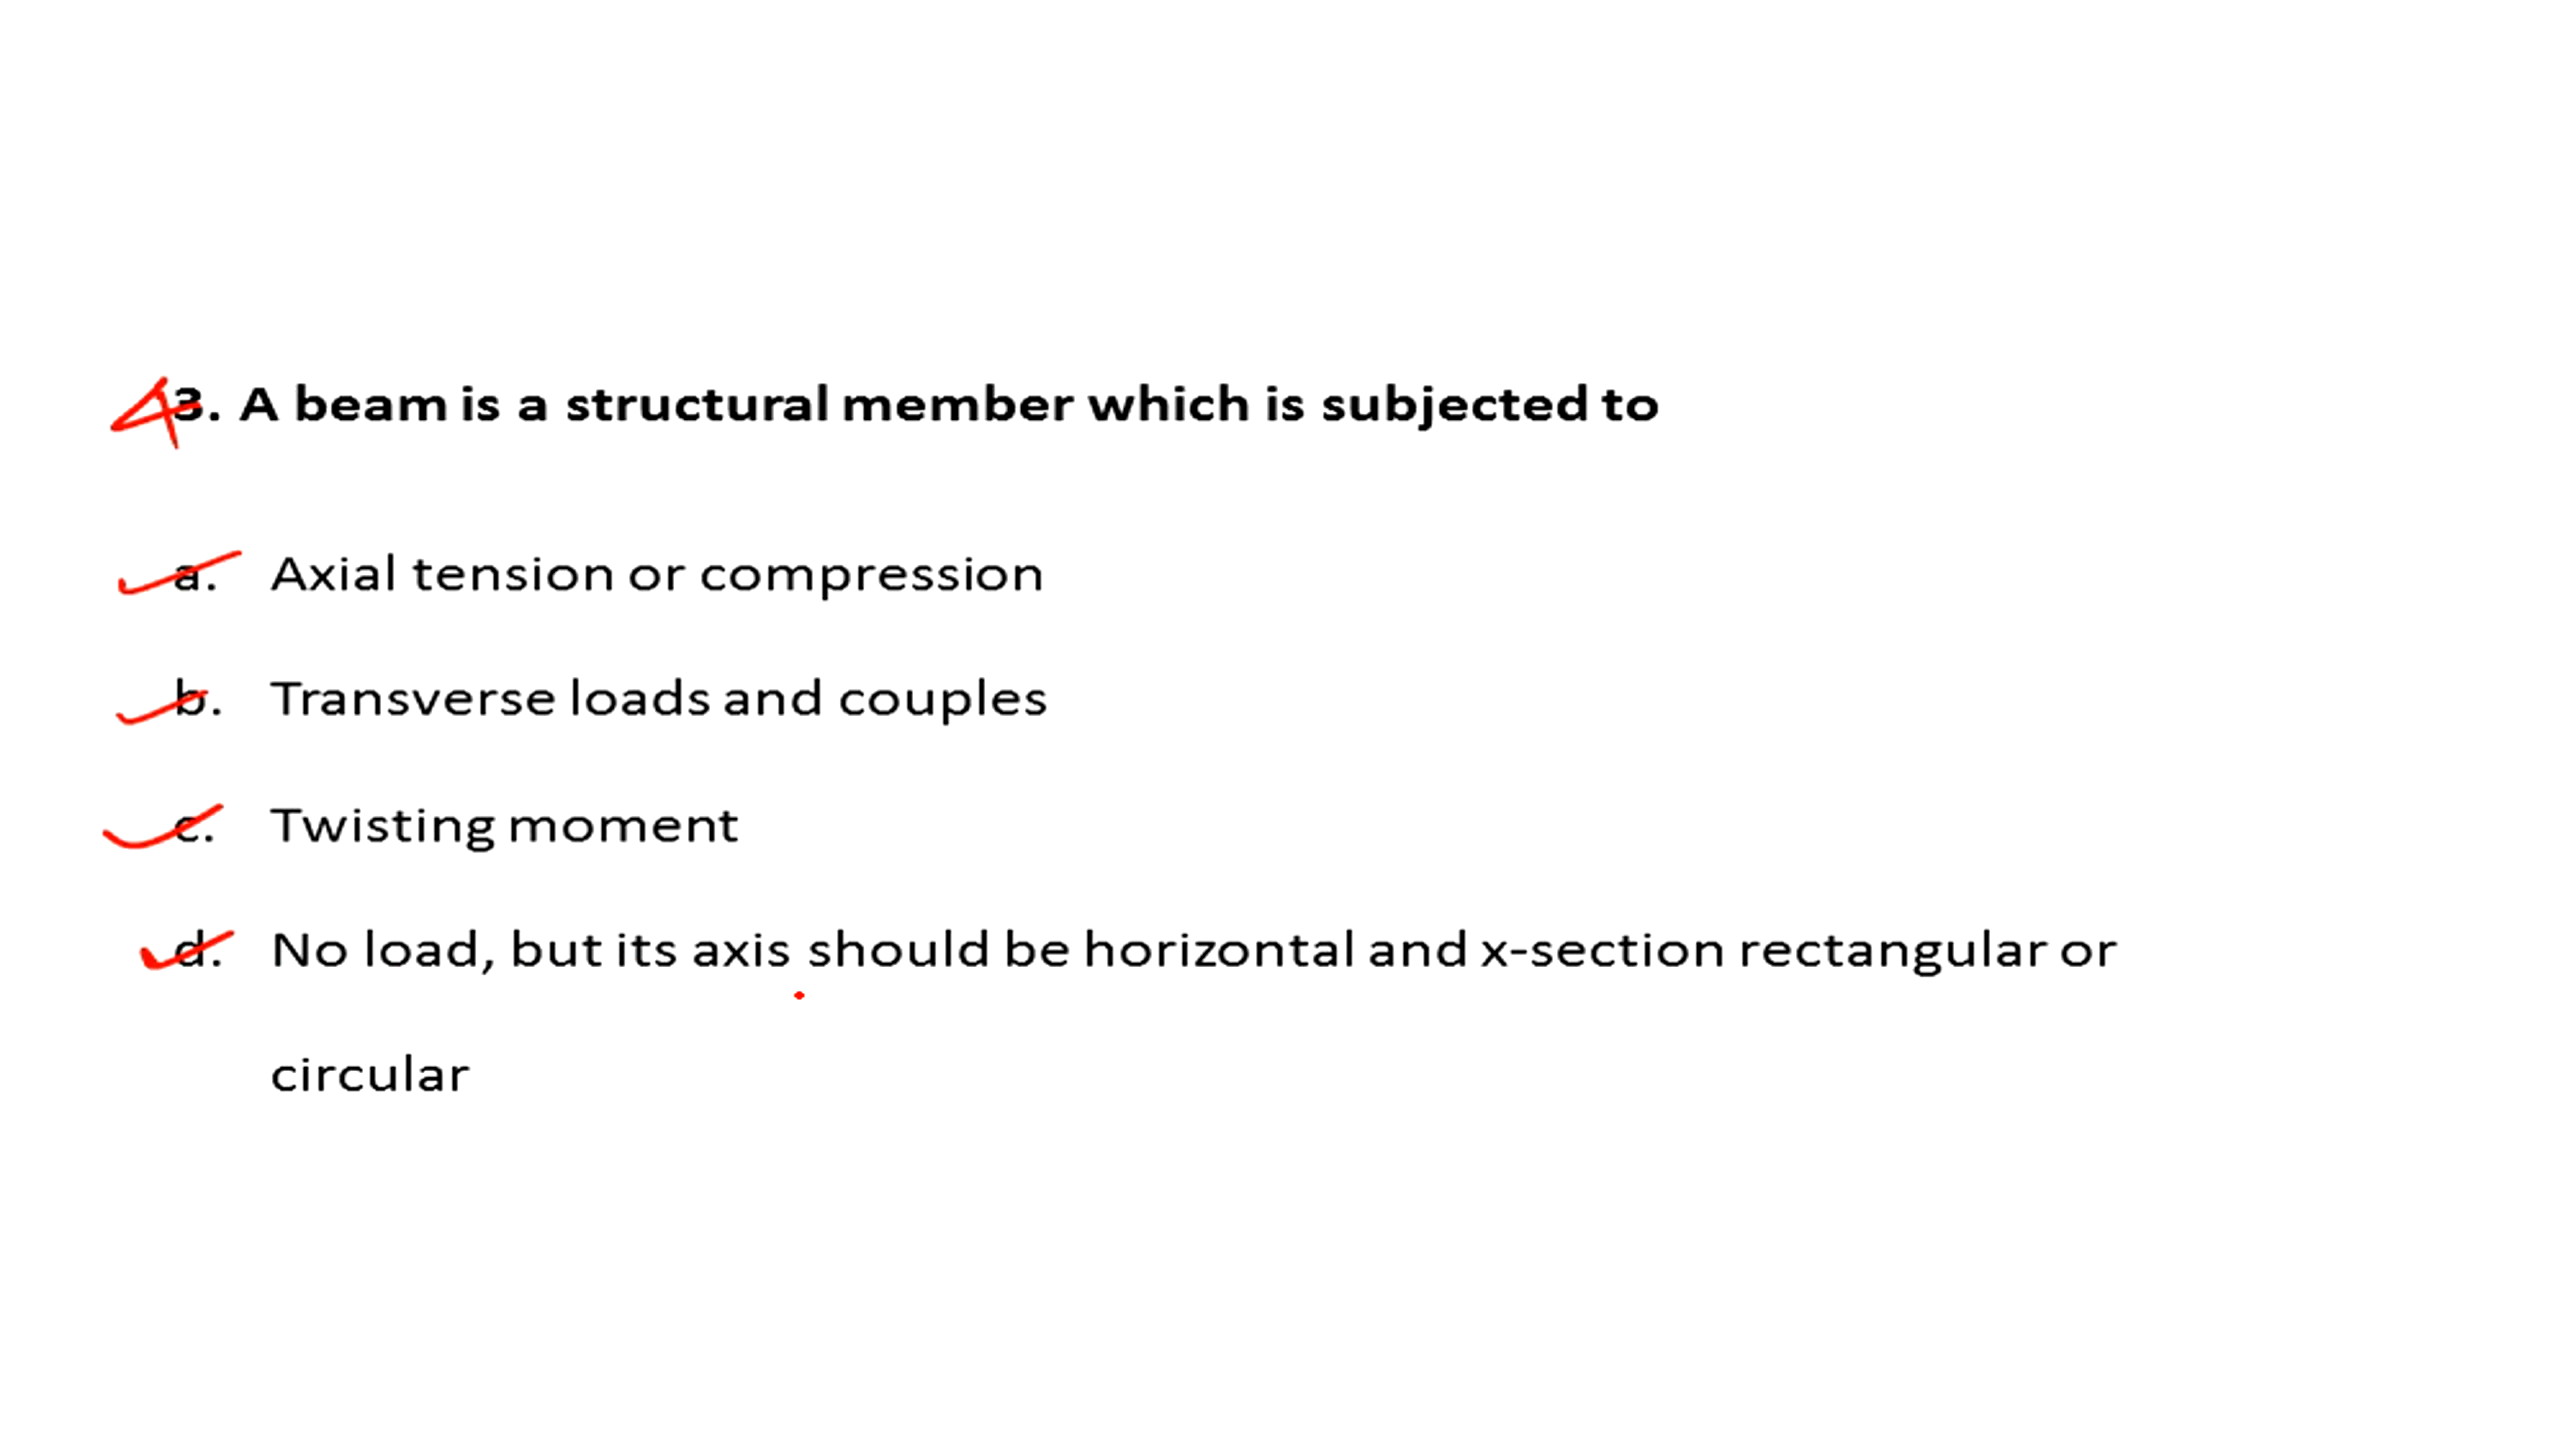 3. A beam is a structural member which is subjected to
a. Axial tension or compression
b. Transverse loads and couples
c. Twisting moment
d. No load, but its axis should be horizontal and x-section rectangular or
circular